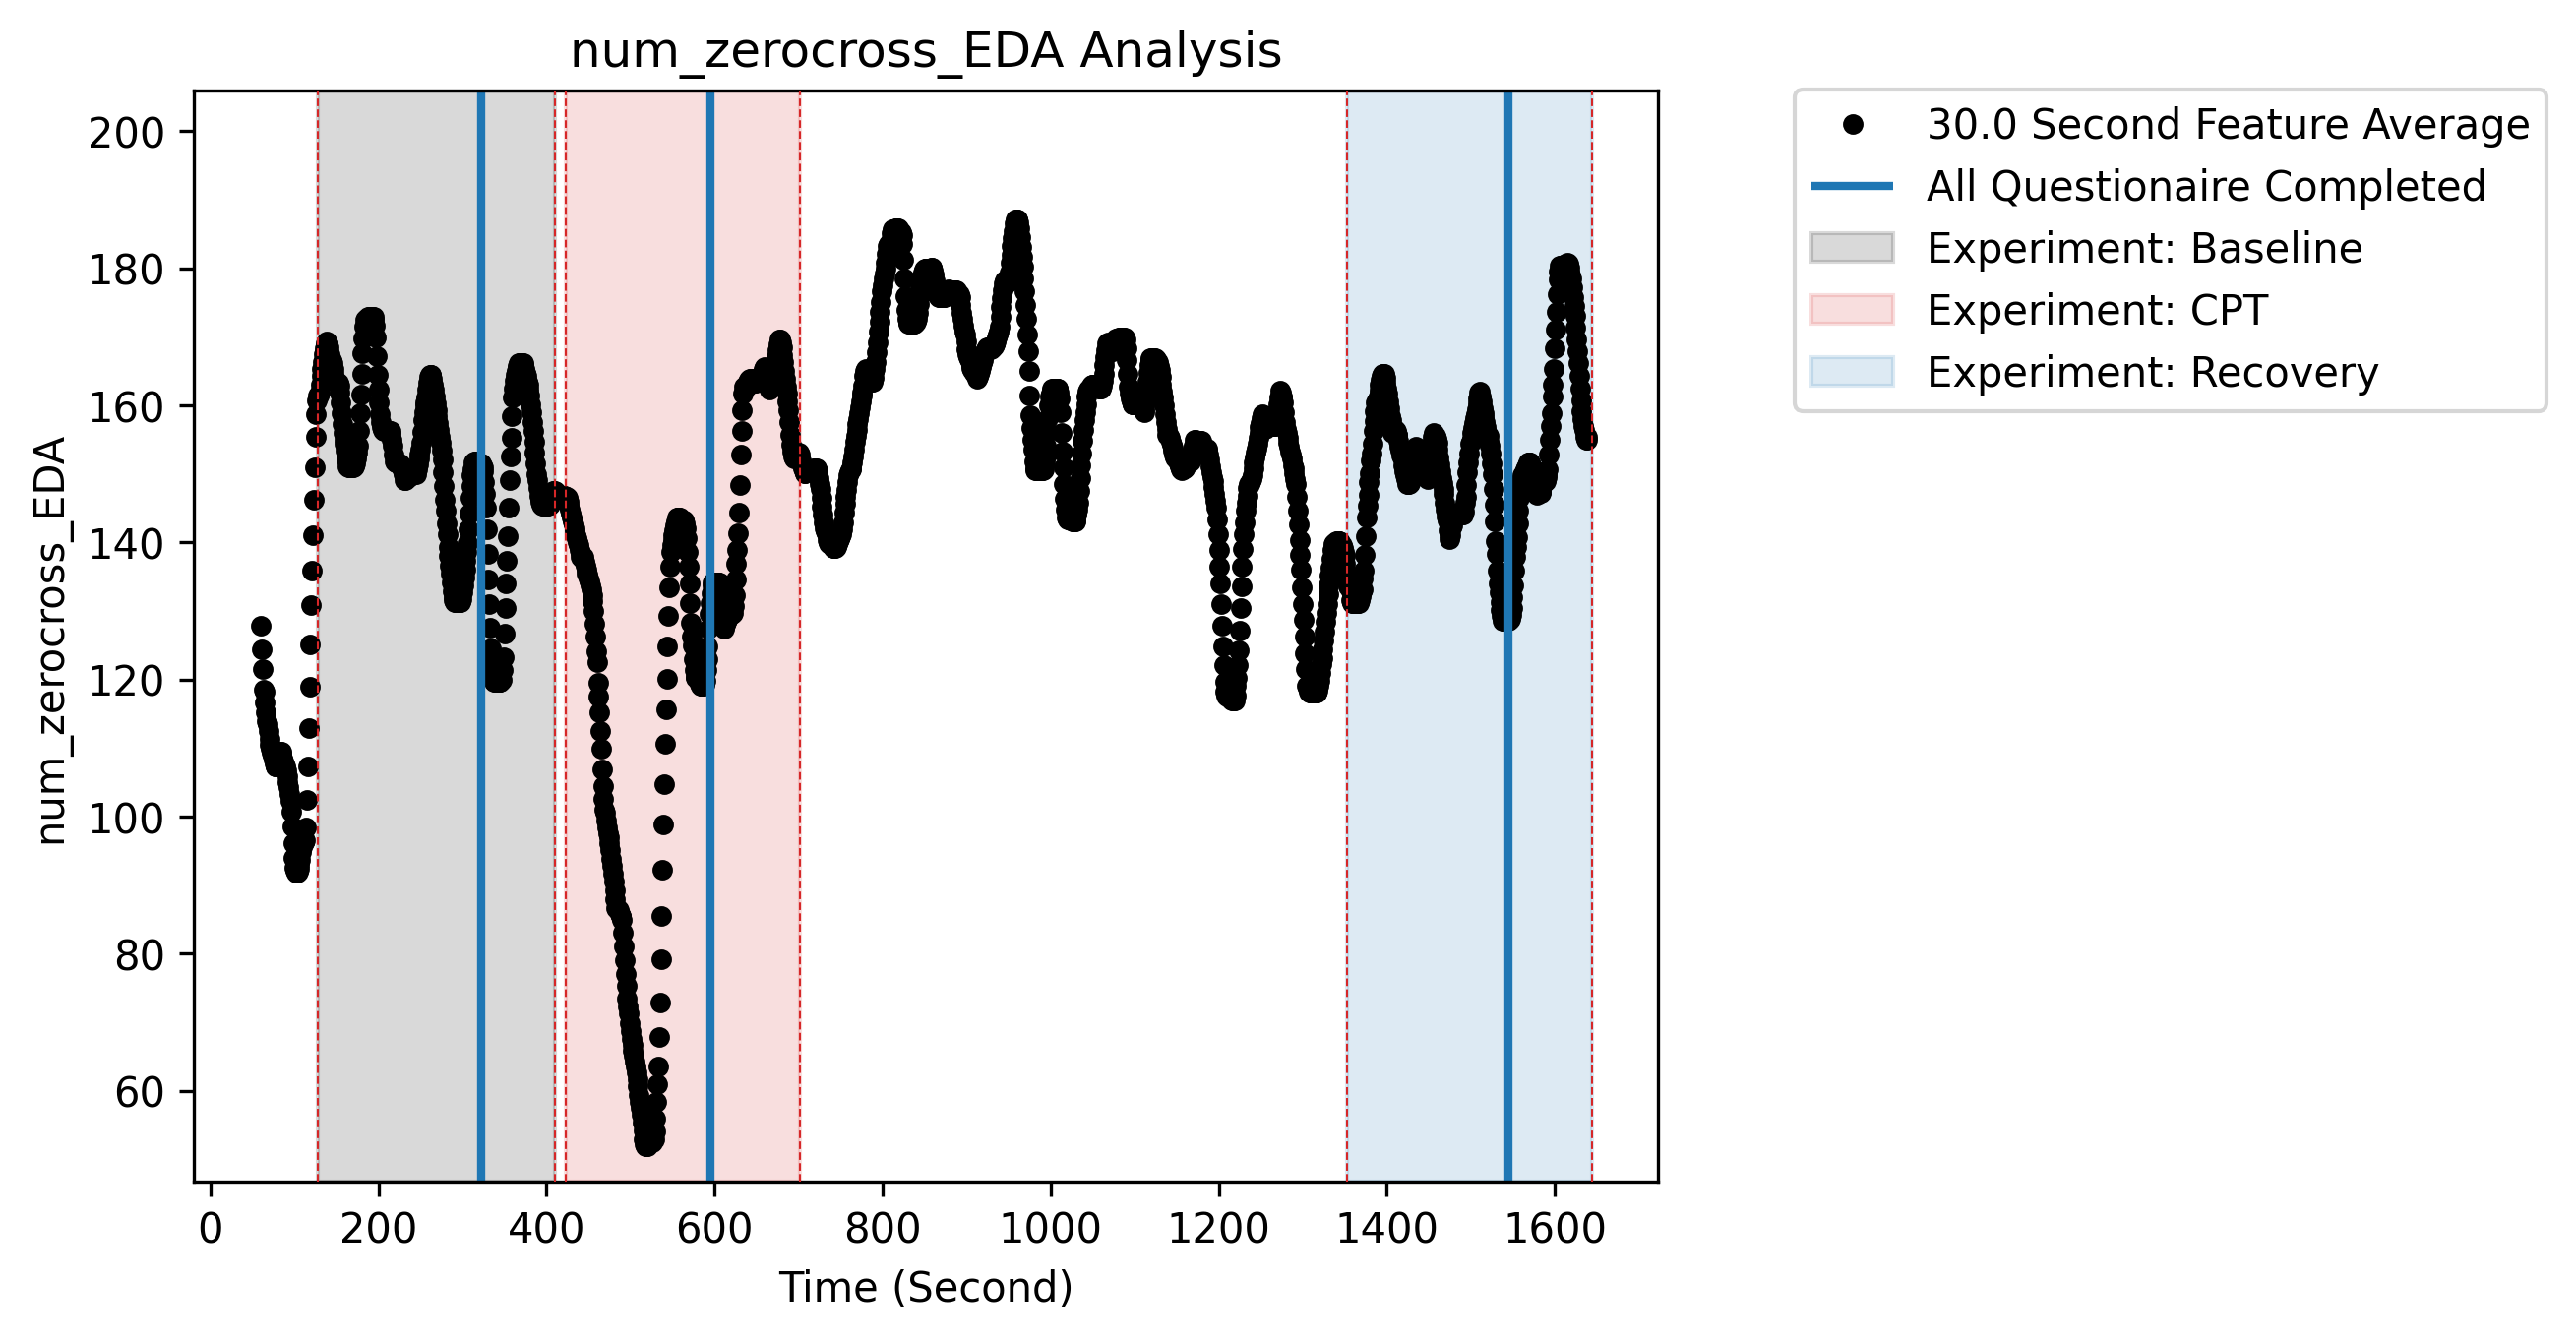 num_zerocross_EDA Analysis
num_zerocross_EDA
200
180
160
140
120
100
80
60
0 200 400 600 800 1000 1200 1400 1600
Time (Second)
30.0 Second Feature Average
All Questionaire Completed
Experiment: Baseline
Experiment: CPT
Experiment: Recovery